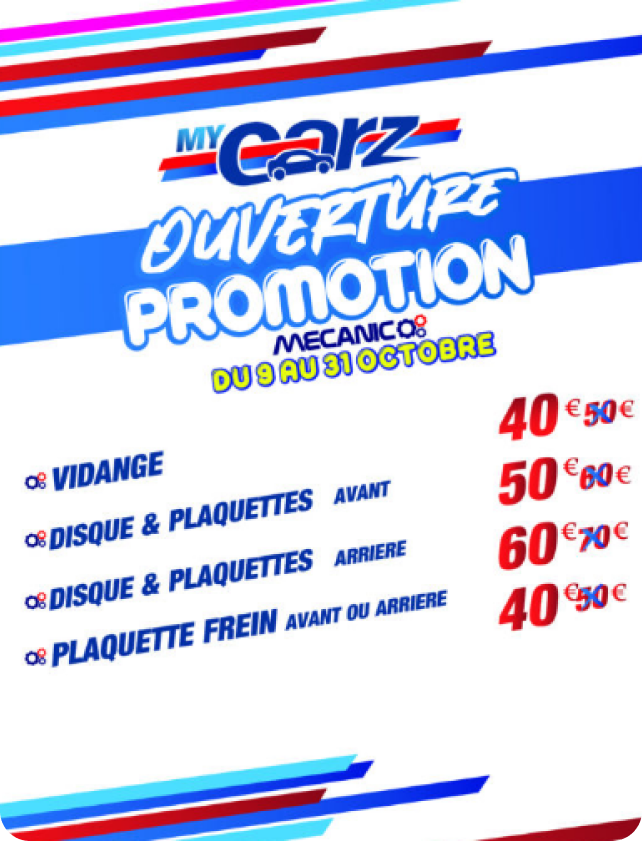 MY carz
OUVERTURE
PROMOTION
MECANIC
DU 9 AU 31 OCTOBRE
VIDANGE 40 € 50 €
DISQUE & PLAQUETTES AVANT 50 € 60 €
DISQUE & PLAQUETTES ARRIERE 60 € 70 €
PLAQUETTE FREIN AVANT OU ARRIERE 40 € 50 €